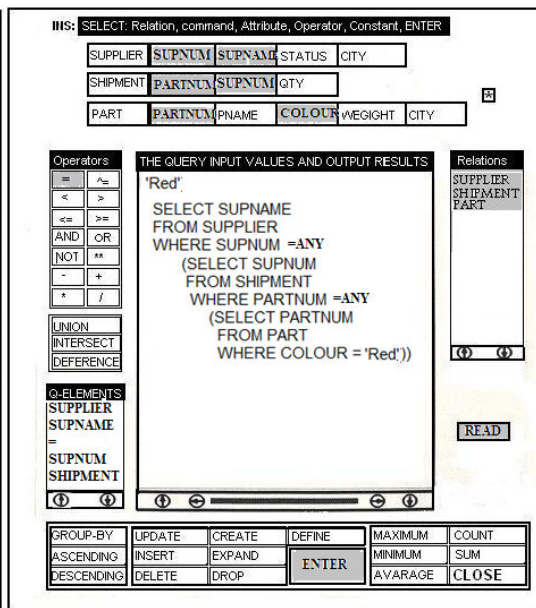 INS: SELECT: Relation, command, Attribute, Operator, Constant, ENTER
SUPPLIER SUPNUM SUPNAME STATUS CITY
SHIPMENT PARTNUM SUPNUM QTY
*
PART PARTNUM PNAME COLOUR WEGIGHT CITY
Operators
= ^=
< >
<= >=
AND OR
NOT **
- +
* /
UNION
INTERSECT
DEFERENCE
Q-ELEMENTS
SUPPLIER
SUPNAME
=
SUPNUM
SHIPMENT
THE QUERY INPUT VALUES AND OUTPUT RESULTS
'Red'
SELECT SUPNAME
FROM SUPPLIER
WHERE SUPNUM =ANY
(SELECT SUPNUM
FROM SHIPMENT
WHERE PARTNUM =ANY
(SELECT PARTNUM
FROM PART
WHERE COLOUR = 'Red'))
Relations
SUPPLIER
SHIPMENT
PART
READ
GROUP-BY UPDATE CREATE DEFINE MAXIMUM COUNT
ASCENDING INSERT EXPAND ENTER MINIMUM SUM
DESCENDING DELETE DROP AVARAGE CLOSE